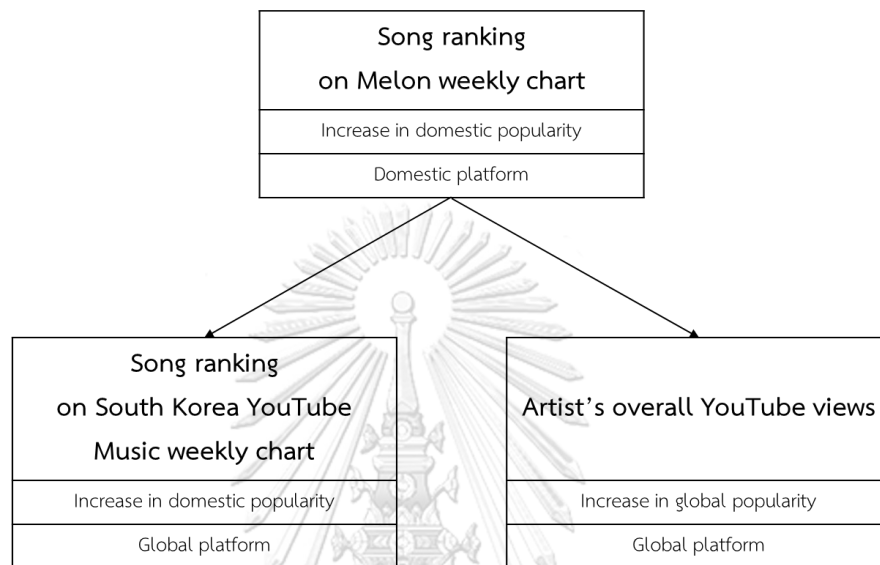 Song ranking
on Melon weekly chart
Increase in domestic popularity
Domestic platform
Song ranking
on South Korea YouTube
Music weekly chart
Increase in domestic popularity
Global platform
Artist's overall YouTube views
Increase in global popularity
Global platform